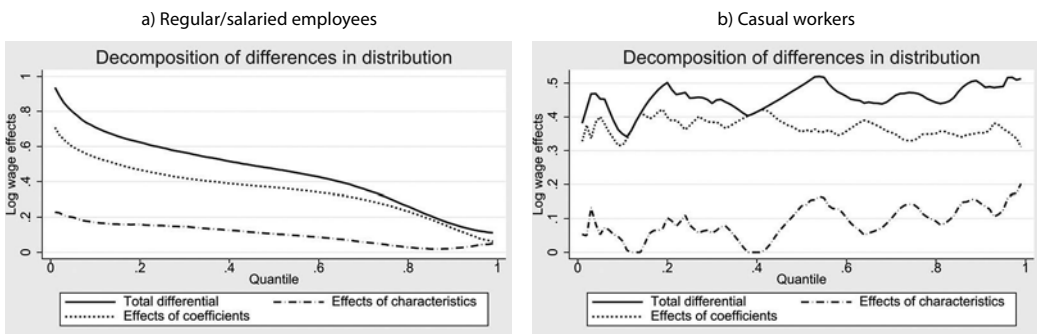 a) Regular/salaried employees
Decomposition of differences in distribution
Log wage effects
1
.8
.6
.4
.2
0
0 .2 .4 .6 .8 1
Quantile
Total differential
Effects of characteristics
Effects of coefficients
b) Casual workers
Decomposition of differences in distribution
Log wage effects
.5
.4
.3
.2
.1
0
0 .2 .4 .6 .8 1
Quantile
Total differential
Effects of characteristics
Effects of coefficients